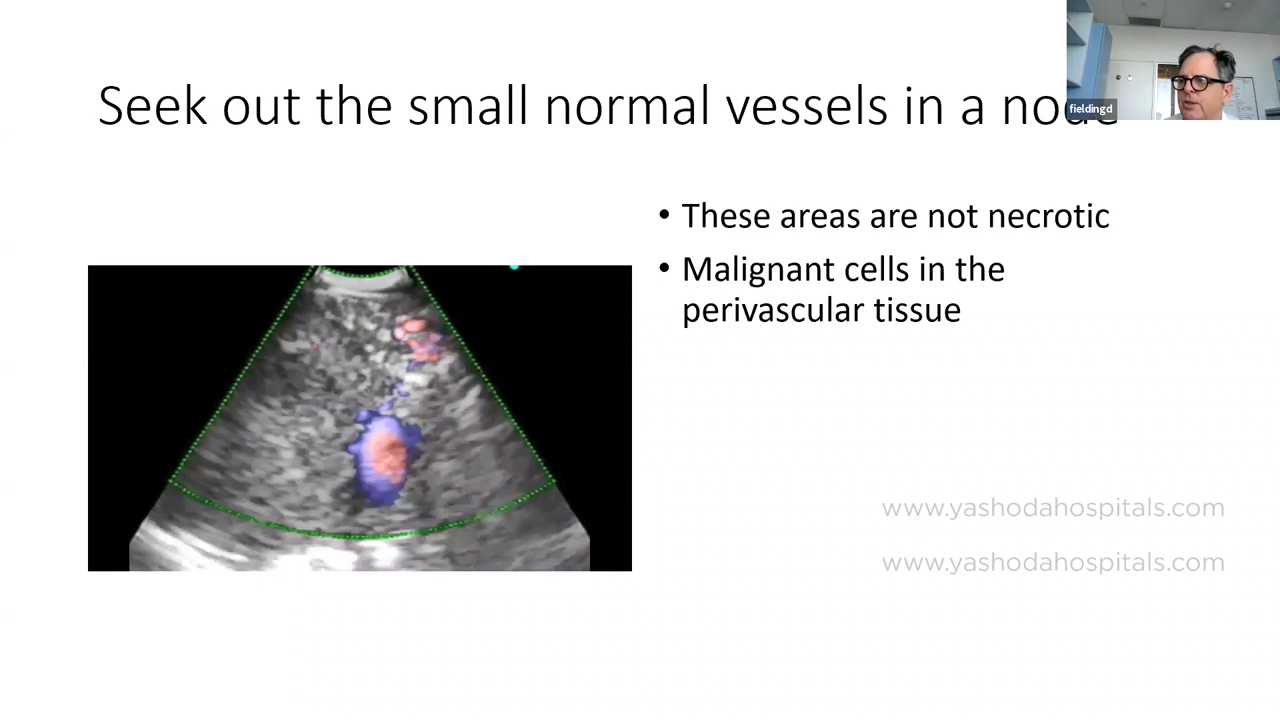 Seek out the small normal vessels in a node
fieldingd
• These areas are not necrotic
• Malignant cells in the
perivascular tissue
www.yashodahospitals.com
www.yashodahospitals.com